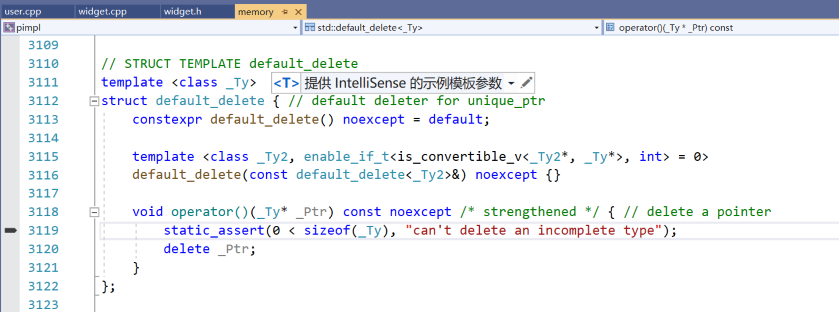 user.cpp widget.cpp widget.h memory
pimpl std::default_delete<_Ty> operator()(_Ty * _Ptr) const
3109
3110 // STRUCT TEMPLATE default_delete
3111 template <class _Ty> <T> 提供 IntelliSense 的示例模板参数
3112 struct default_delete { // default deleter for unique_ptr
3113 constexpr default_delete() noexcept = default;
3114
3115 template <class _Ty2, enable_if_t<is_convertible_v<_Ty2*, _Ty*>, int> = 0>
3116 default_delete(const default_delete<_Ty2>&) noexcept {}
3117
3118 void operator()(_Ty* _Ptr) const noexcept /* strengthened */ { // delete a pointer
3119 static_assert(0 < sizeof(_Ty), "can't delete an incomplete type");
3120 delete _Ptr;
3121 }
3122 };
3123